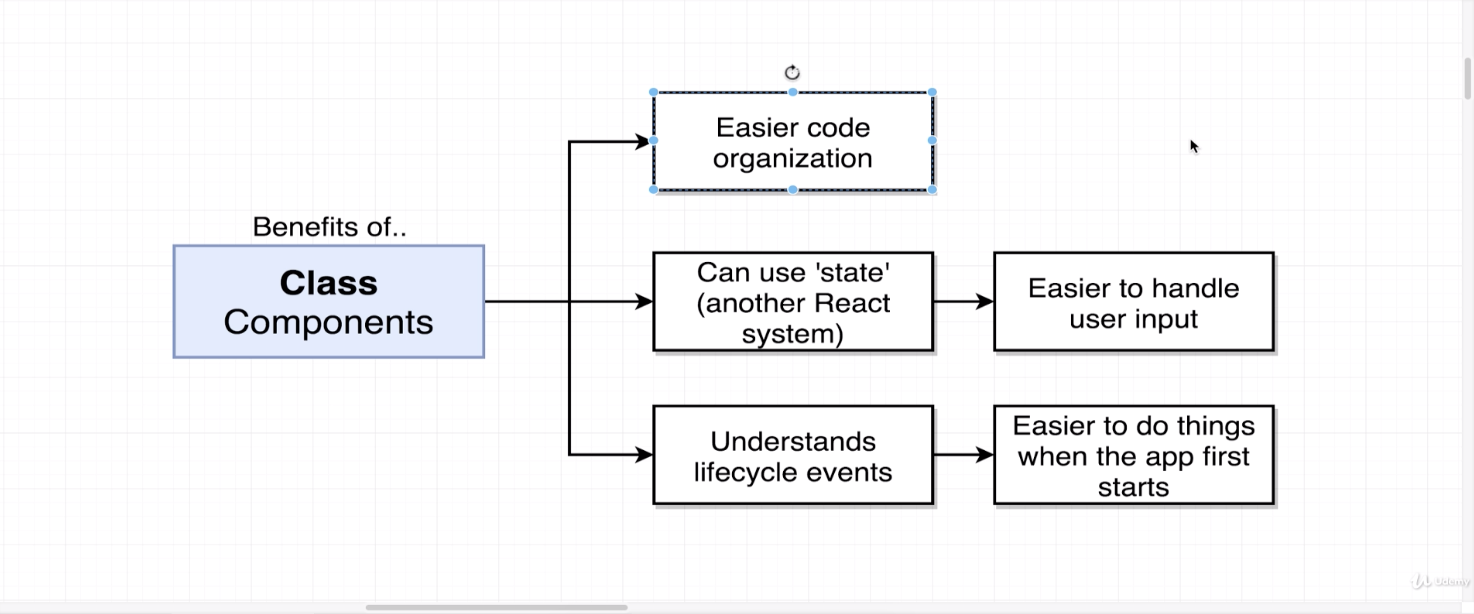 Easier code
organization
Benefits of..
Class
Components
Can use 'state'
(another React
system)
Easier to handle
user input
Understands
lifecycle events
Easier to do things
when the app first
starts
Udemy